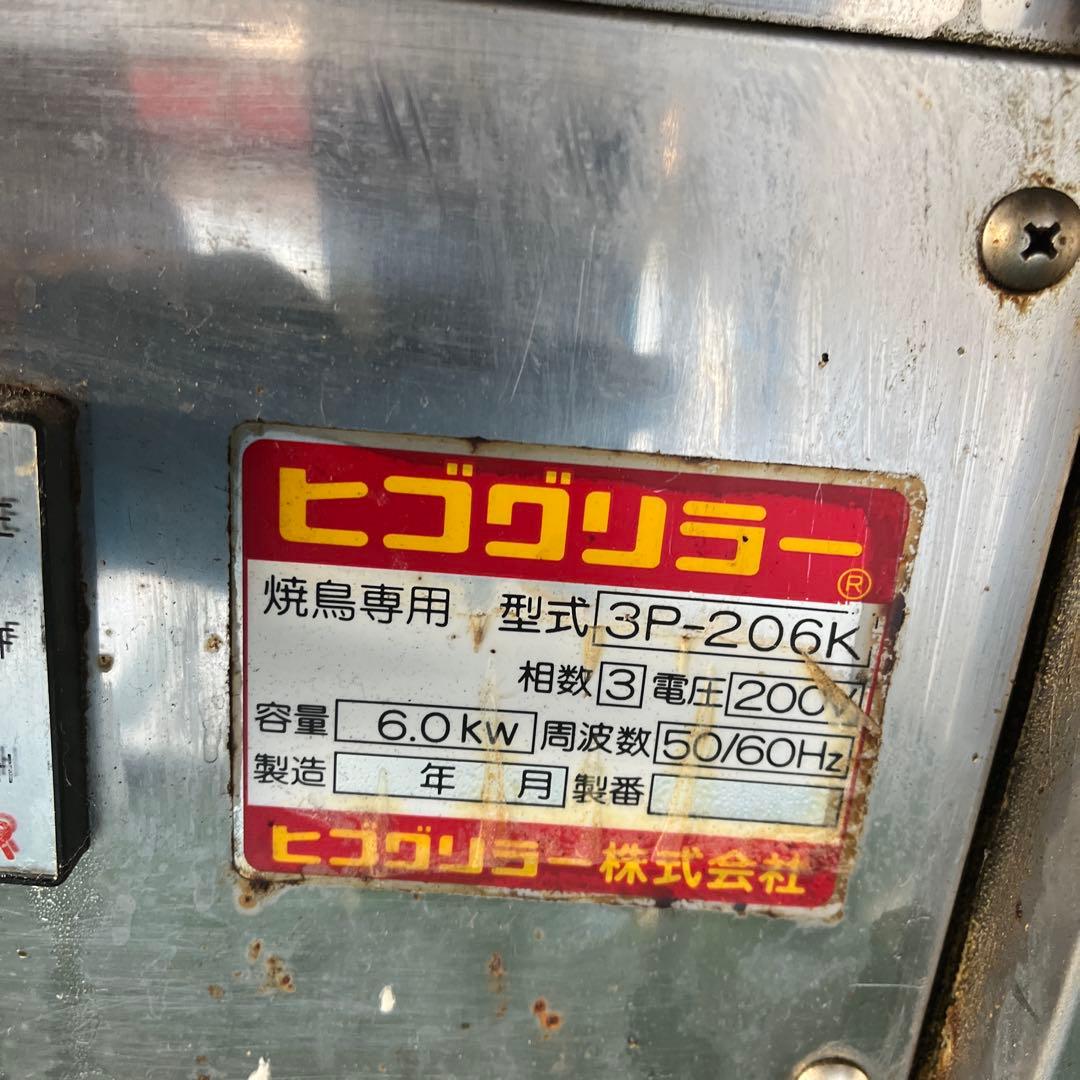 ヒゴグリラー
®
焼鳥専用 型式 3P-206K
相数 3 電圧 200V
容量 6.0KW 周波数 50/60Hz
製造 年 月 製番
ヒゴグリラー株式会社